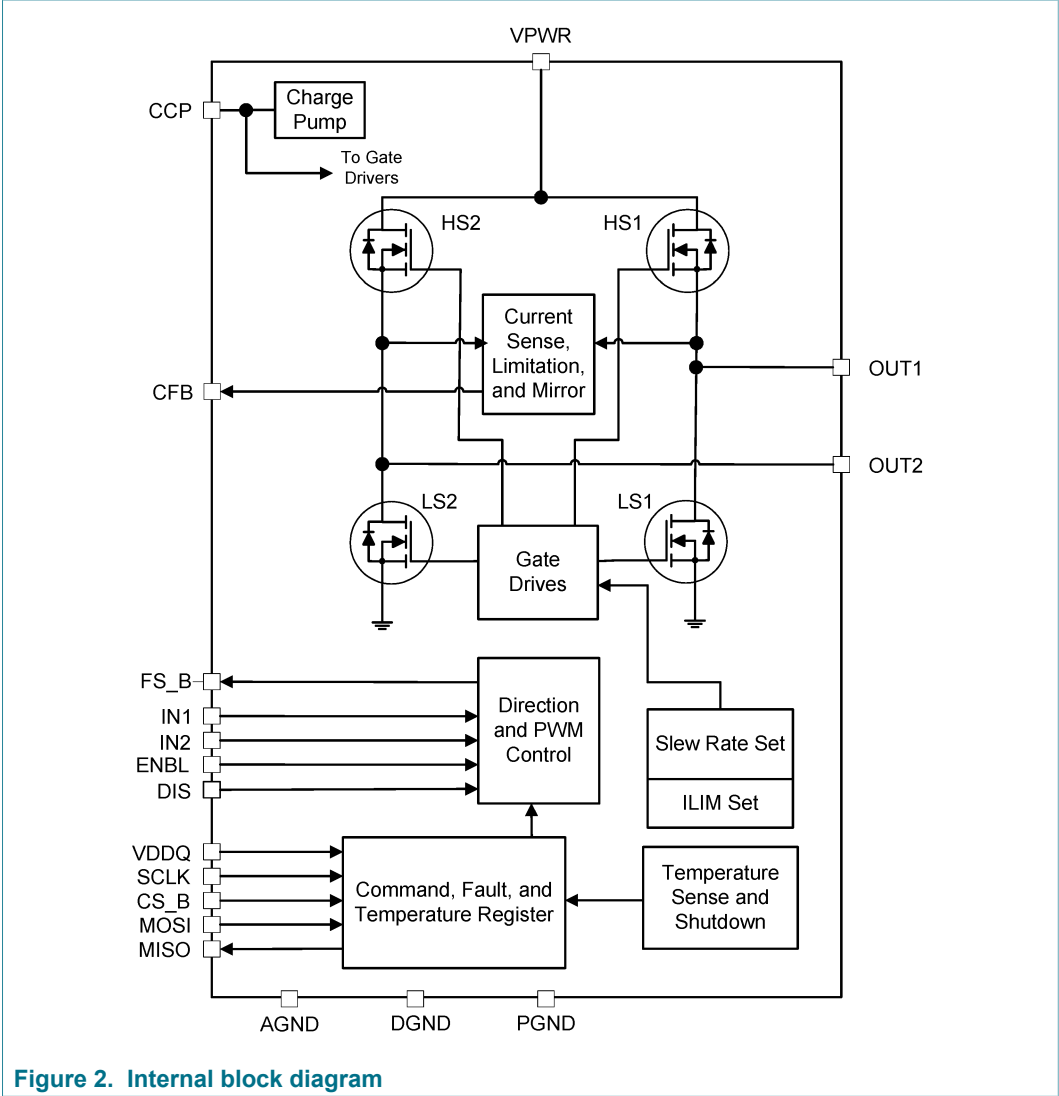 VPWR
CCP
Charge
Pump
To Gate
Drivers
HS2
HS1
Current
Sense,
Limitation,
and Mirror
OUT1
CFB
OUT2
LS2
LS1
Gate
Drives
FS_B
IN1
IN2
ENBL
DIS
Direction
and PWM
Control
Slew Rate Set
ILIM Set
VDDQ
SCLK
CS_B
MOSI
MISO
Command, Fault, and
Temperature Register
Temperature
Sense and
Shutdown
AGND
DGND
PGND
Figure 2. Internal block diagram